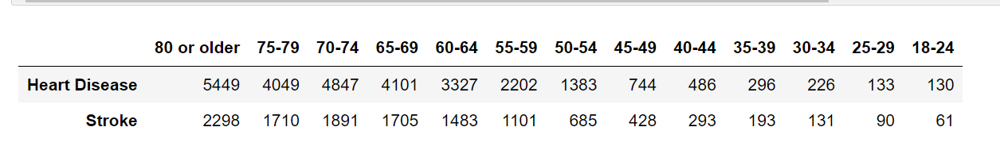 80 or older 75-79 70-74 65-69 60-64 55-59 50-54 45-49 40-44 35-39 30-34 25-29 18-24
Heart Disease 5449 4049 4847 4101 3327 2202 1383 744 486 296 226 133 130
Stroke 2298 1710 1891 1705 1483 1101 685 428 293 193 131 90 61